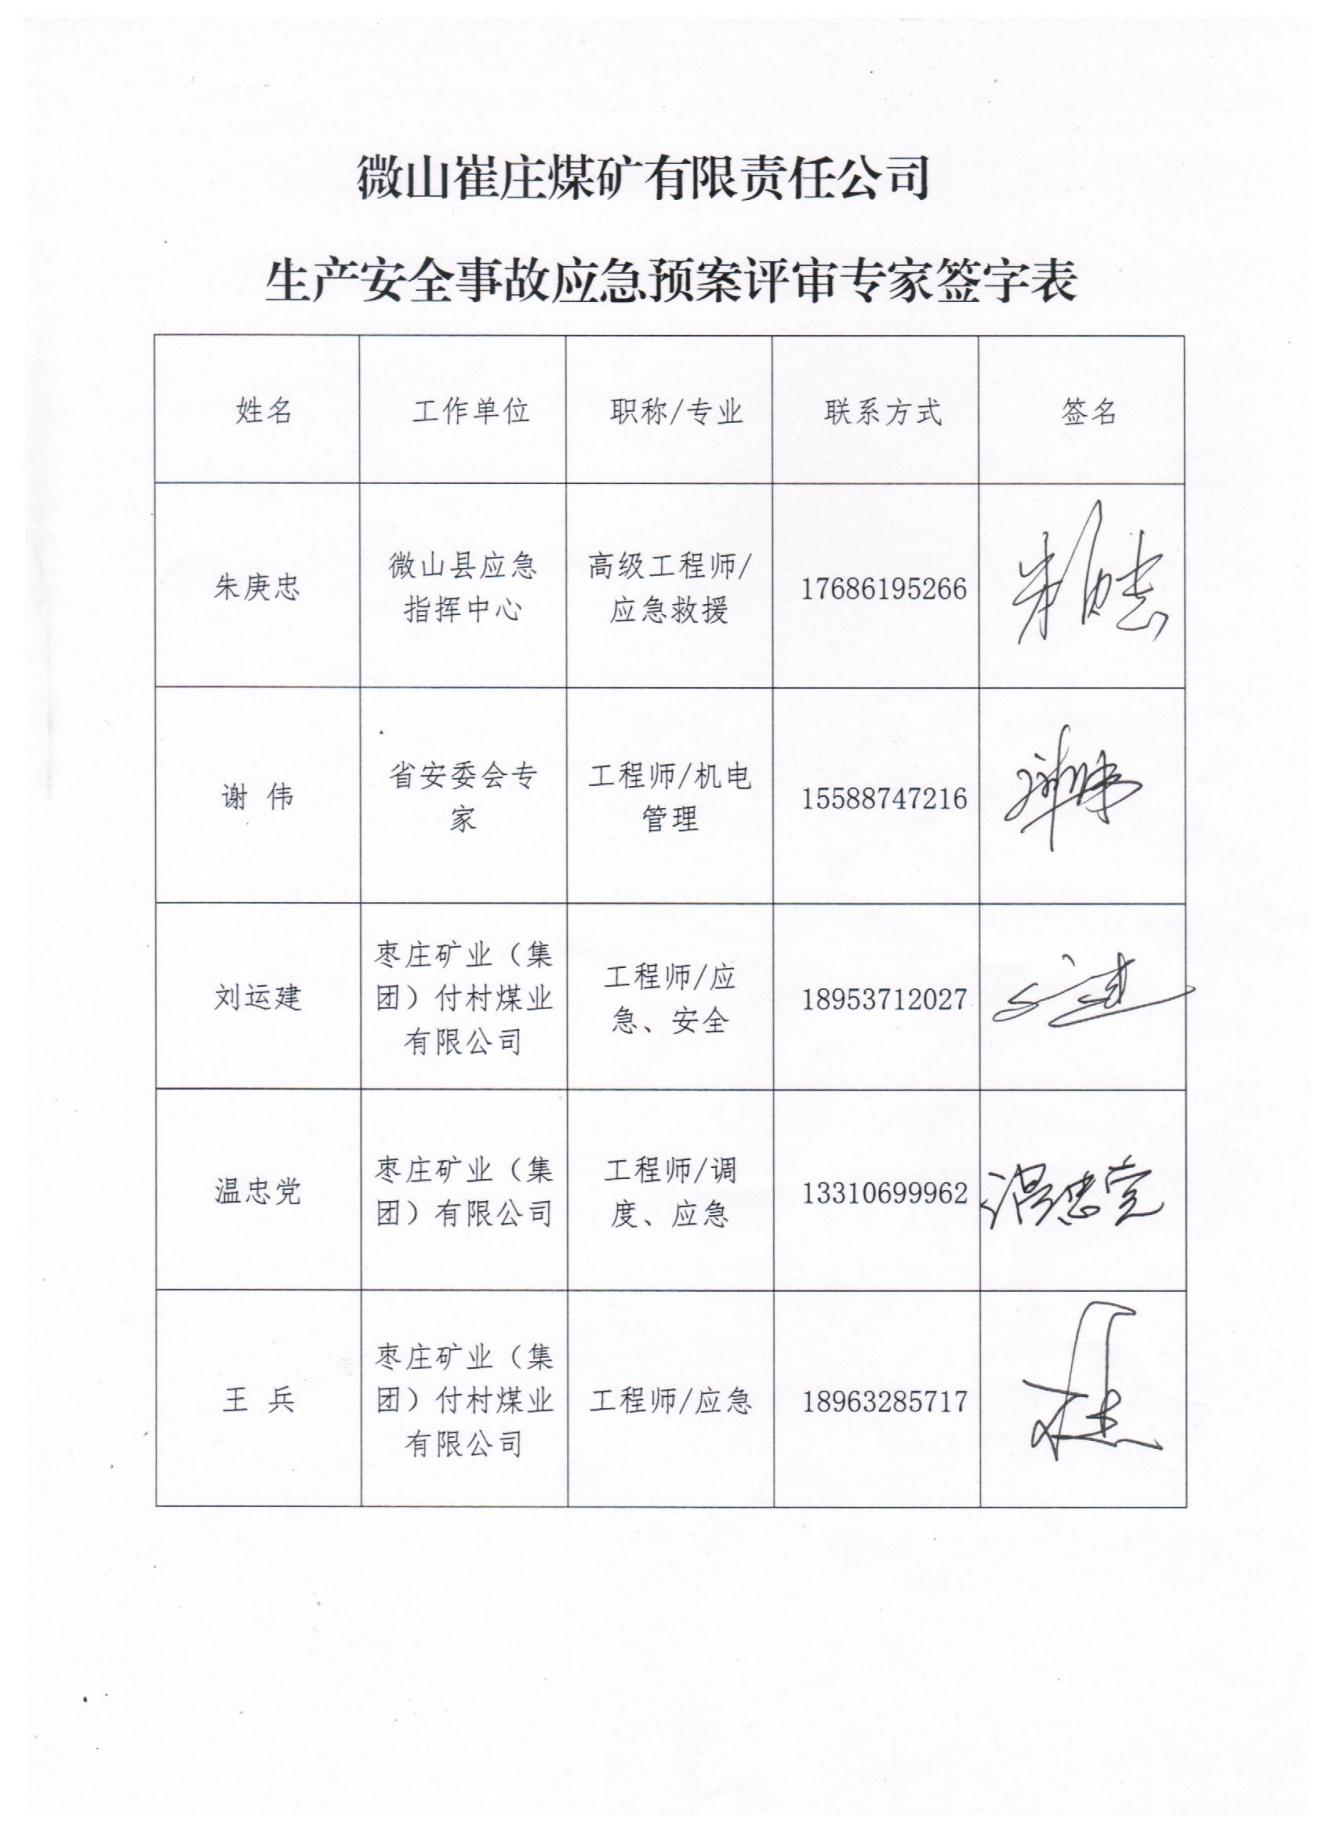 微山崔庄煤矿有限责任公司
生产安全事故应急预案评审专家签字表
姓名
工作单位
职称/专业
联系方式
签名
朱庚忠
微山县应急
指挥中心
高级工程师/
应急救援
17686195266
谢 伟
省安委会专
家
工程师/机电
管理
15588747216
谢伟
刘运建
枣庄矿业（集
团）付村煤业
有限公司
工程师/应
急、安全
18953712027
温忠党
枣庄矿业（集
团）有限公司
工程师/调
度、应急
13310699962
温忠党
王 兵
枣庄矿业（集
团）付村煤业
有限公司
工程师/应急
18963285717